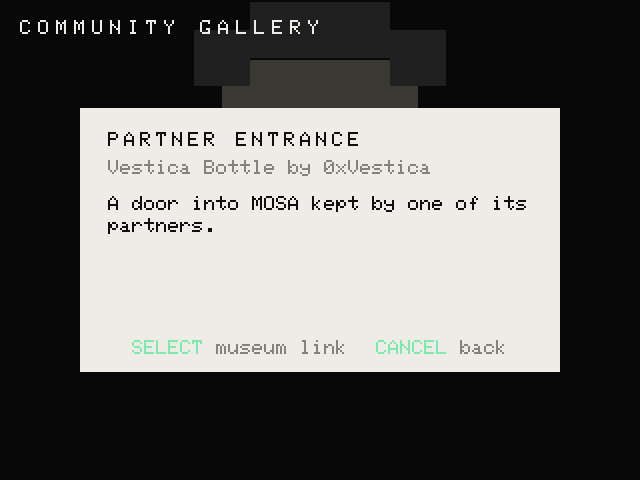 COMMUNITY GALLERY
PARTNER ENTRANCE
Vestica Bottle by 0xVestica
A door into MOSA kept by one of its
partners.
SELECT museum link CANCEL back